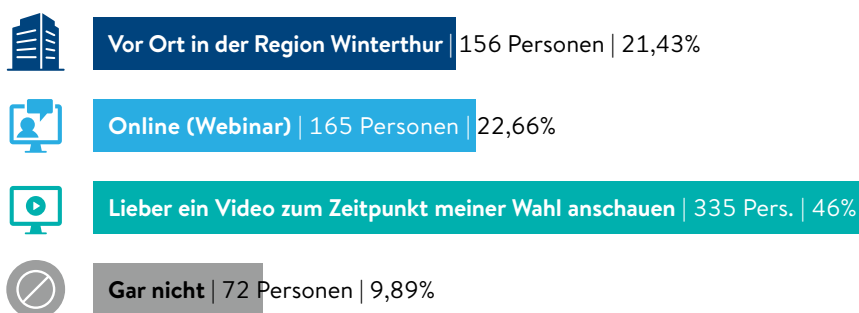 Vor Ort in der Region Winterthur | 156 Personen | 21,43%
Online (Webinar) | 165 Personen | 22,66%
Lieber ein Video zum Zeitpunkt meiner Wahl anschauen | 335 Pers. | 46%
Gar nicht | 72 Personen | 9,89%